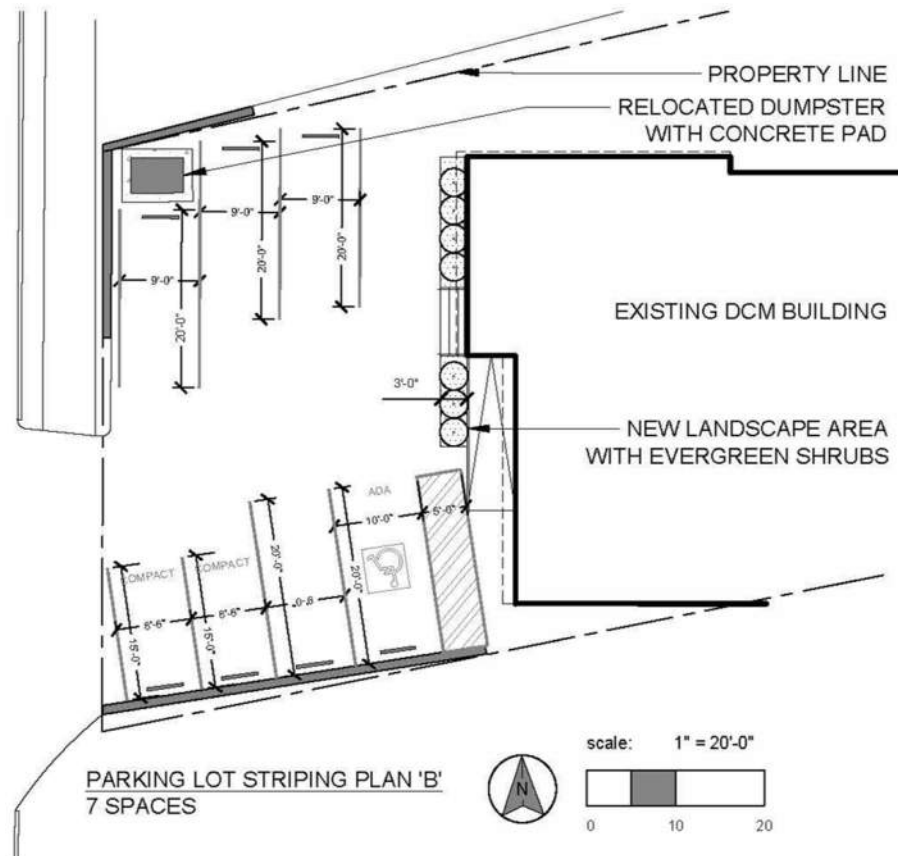 PROPERTY LINE
RELOCATED DUMPSTER
WITH CONCRETE PAD
9'-0"
9'-0"
20'-0"
20'-0"
9'-0"
20'-0"
EXISTING DCM BUILDING
3'-0"
NEW LANDSCAPE AREA
WITH EVERGREEN SHRUBS
ADA
10'-0"
5'-0"
20'-0"
20'-0"
COMPACT
COMPACT
8'-6"
8'-6"
15'-0"
15'-0"
scale: 1" = 20'-0"
PARKING LOT STRIPING PLAN 'B'
7 SPACES
N
0 10 20